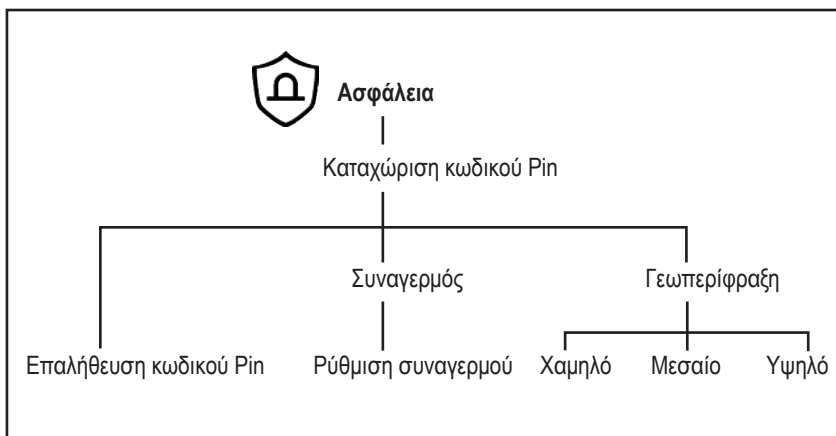 Ασφάλεια
Καταχώριση κωδικού Pin
Συναγερμός
Γεωπερίφραξη
Επαλήθευση κωδικού Pin
Ρύθμιση συναγερμού
Χαμηλό
Μεσαίο
Υψηλό